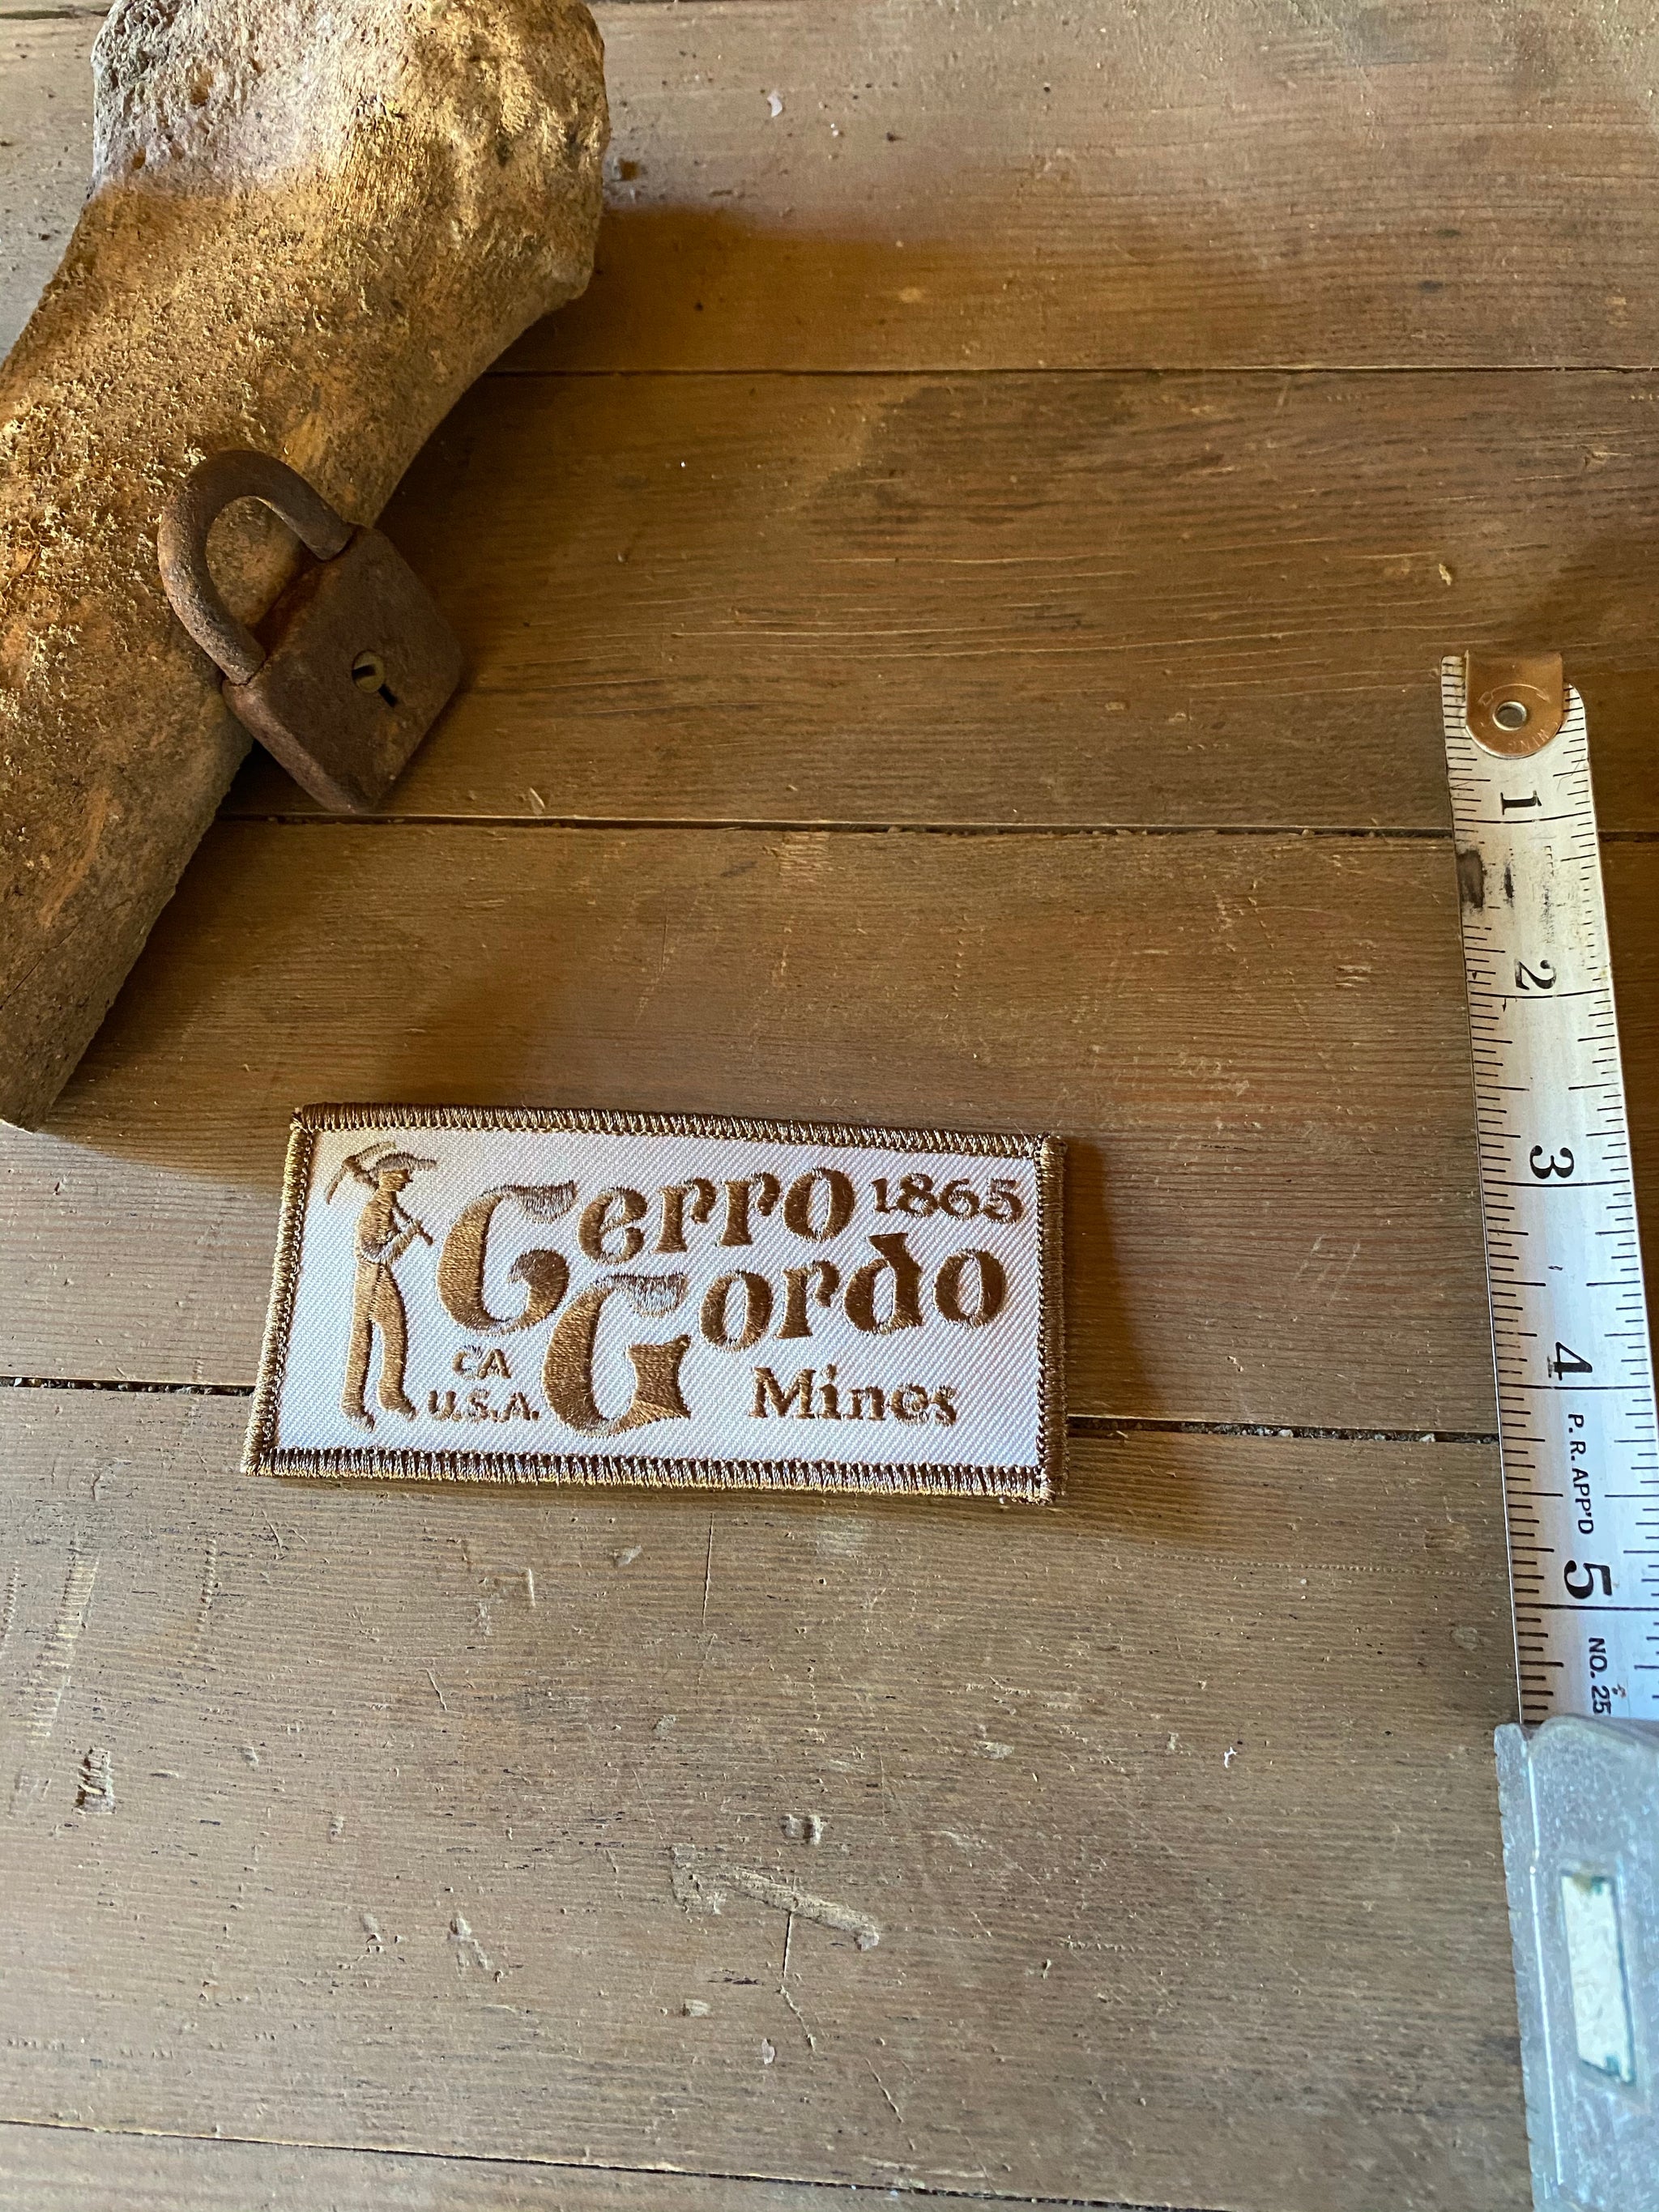 Cerro 1865
Gordo
CA
U.S.A.
Mines
1
2
3
4
P. R. APP'D
5
NO. 25